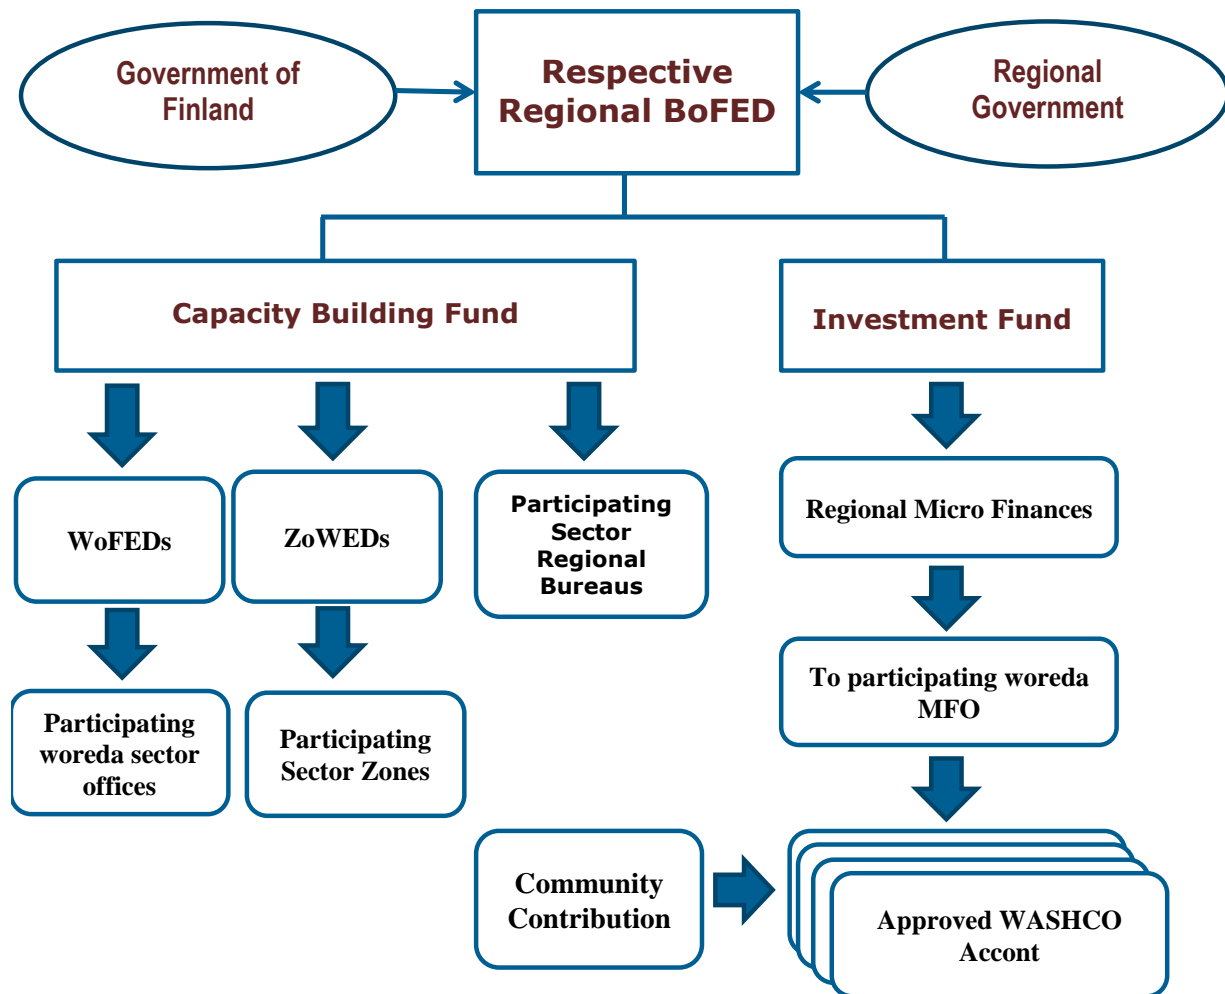 Government of
Finland
Respective
Regional BoFED
Regional
Government
Capacity Building Fund
Investment Fund
WoFEDs
ZoWEDs
Participating
Sector
Regional
Bureaus
Regional Micro Finances
Participating
woreda sector
offices
Participating
Sector Zones
To participating woreda
MFO
Community
Contribution
Approved WASHCO
Accont